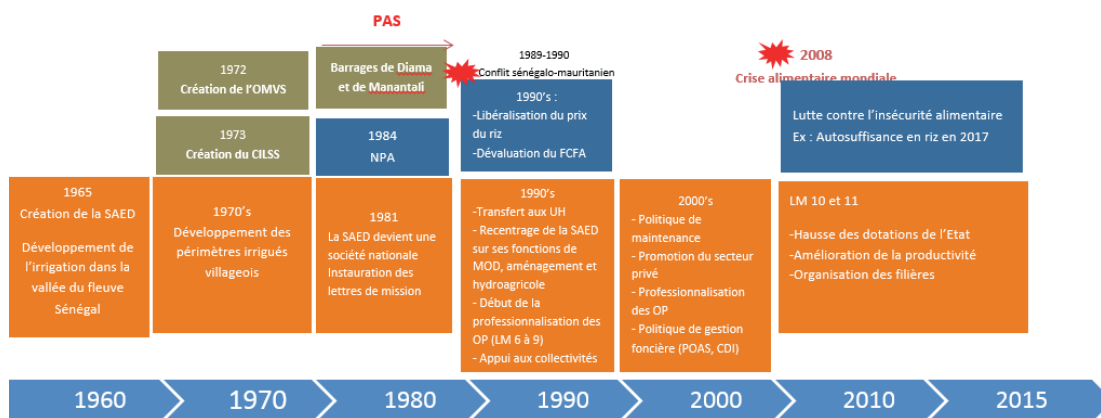 PAS
1972
Création de l'OMVS
1973
Création du CILSS
Barrages de Diama
et de Manantali
1984
NPA
1989-1990
Conflit sénégalo-mauritanien
1990's :
-Libéralisation du prix
du riz
-Dévaluation du FCFA
2008
Crise alimentaire mondiale
Lutte contre l'insécurité alimentaire
Ex : Autosuffisance en riz en 2017
1965
Création de la SAED
Développement de
l'irrigation dans la
vallée du fleuve
Sénégal
1970's
Développement des
périmètres irrigués
villageois
1981
La SAED devient une
société nationale
Instauration des
lettres de mission
1990's
-Transfert aux UH
- Recentrage de la SAED
sur ses fonctions de
MOD, aménagement et
hydroagricole
- Début de la
professionnalisation des
OP (LM 6 à 9)
- Appui aux collectivités
2000's
- Politique de
maintenance
- Promotion du secteur
privé
- Professionnalisation
des OP
- Politique de gestion
foncière (POAS, CDI)
LM 10 et 11
-Hausse des dotations de l'Etat
-Amélioration de la productivité
-Organisation des filières
1960
1970
1980
1990
2000
2010
2015